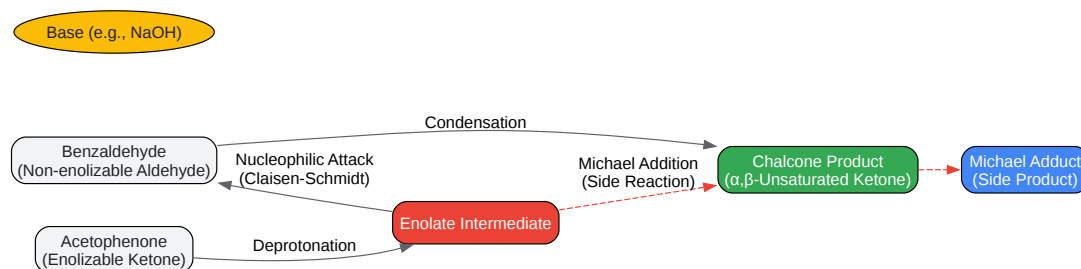 Base (e.g., NaOH)
Condensation
Benzaldehyde
(Non-enolizable Aldehyde)
Nucleophilic Attack
(Claisen-Schmidt)
Michael Addition
(Side Reaction)
Chalcone Product
(α,β-Unsaturated Ketone)
Michael Adduct
(Side Product)
Enolate Intermediate
Acetophenone
(Enolizable Ketone)
Deprotonation